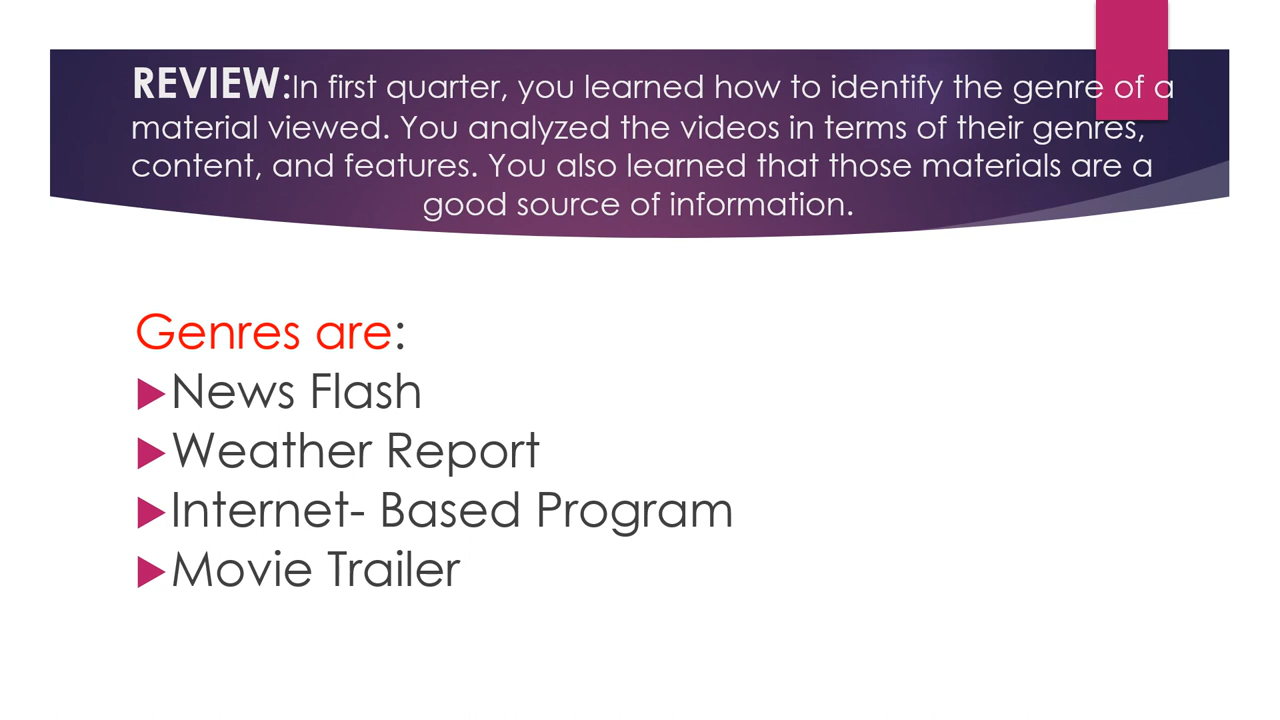 REVIEW:In first quarter, you learned how to identify the genre of a
material viewed. You analyzed the videos in terms of their genres,
content, and features. You also learned that those materials are a
good source of information.
Genres are:
News Flash
Weather Report
Internet- Based Program
Movie Trailer